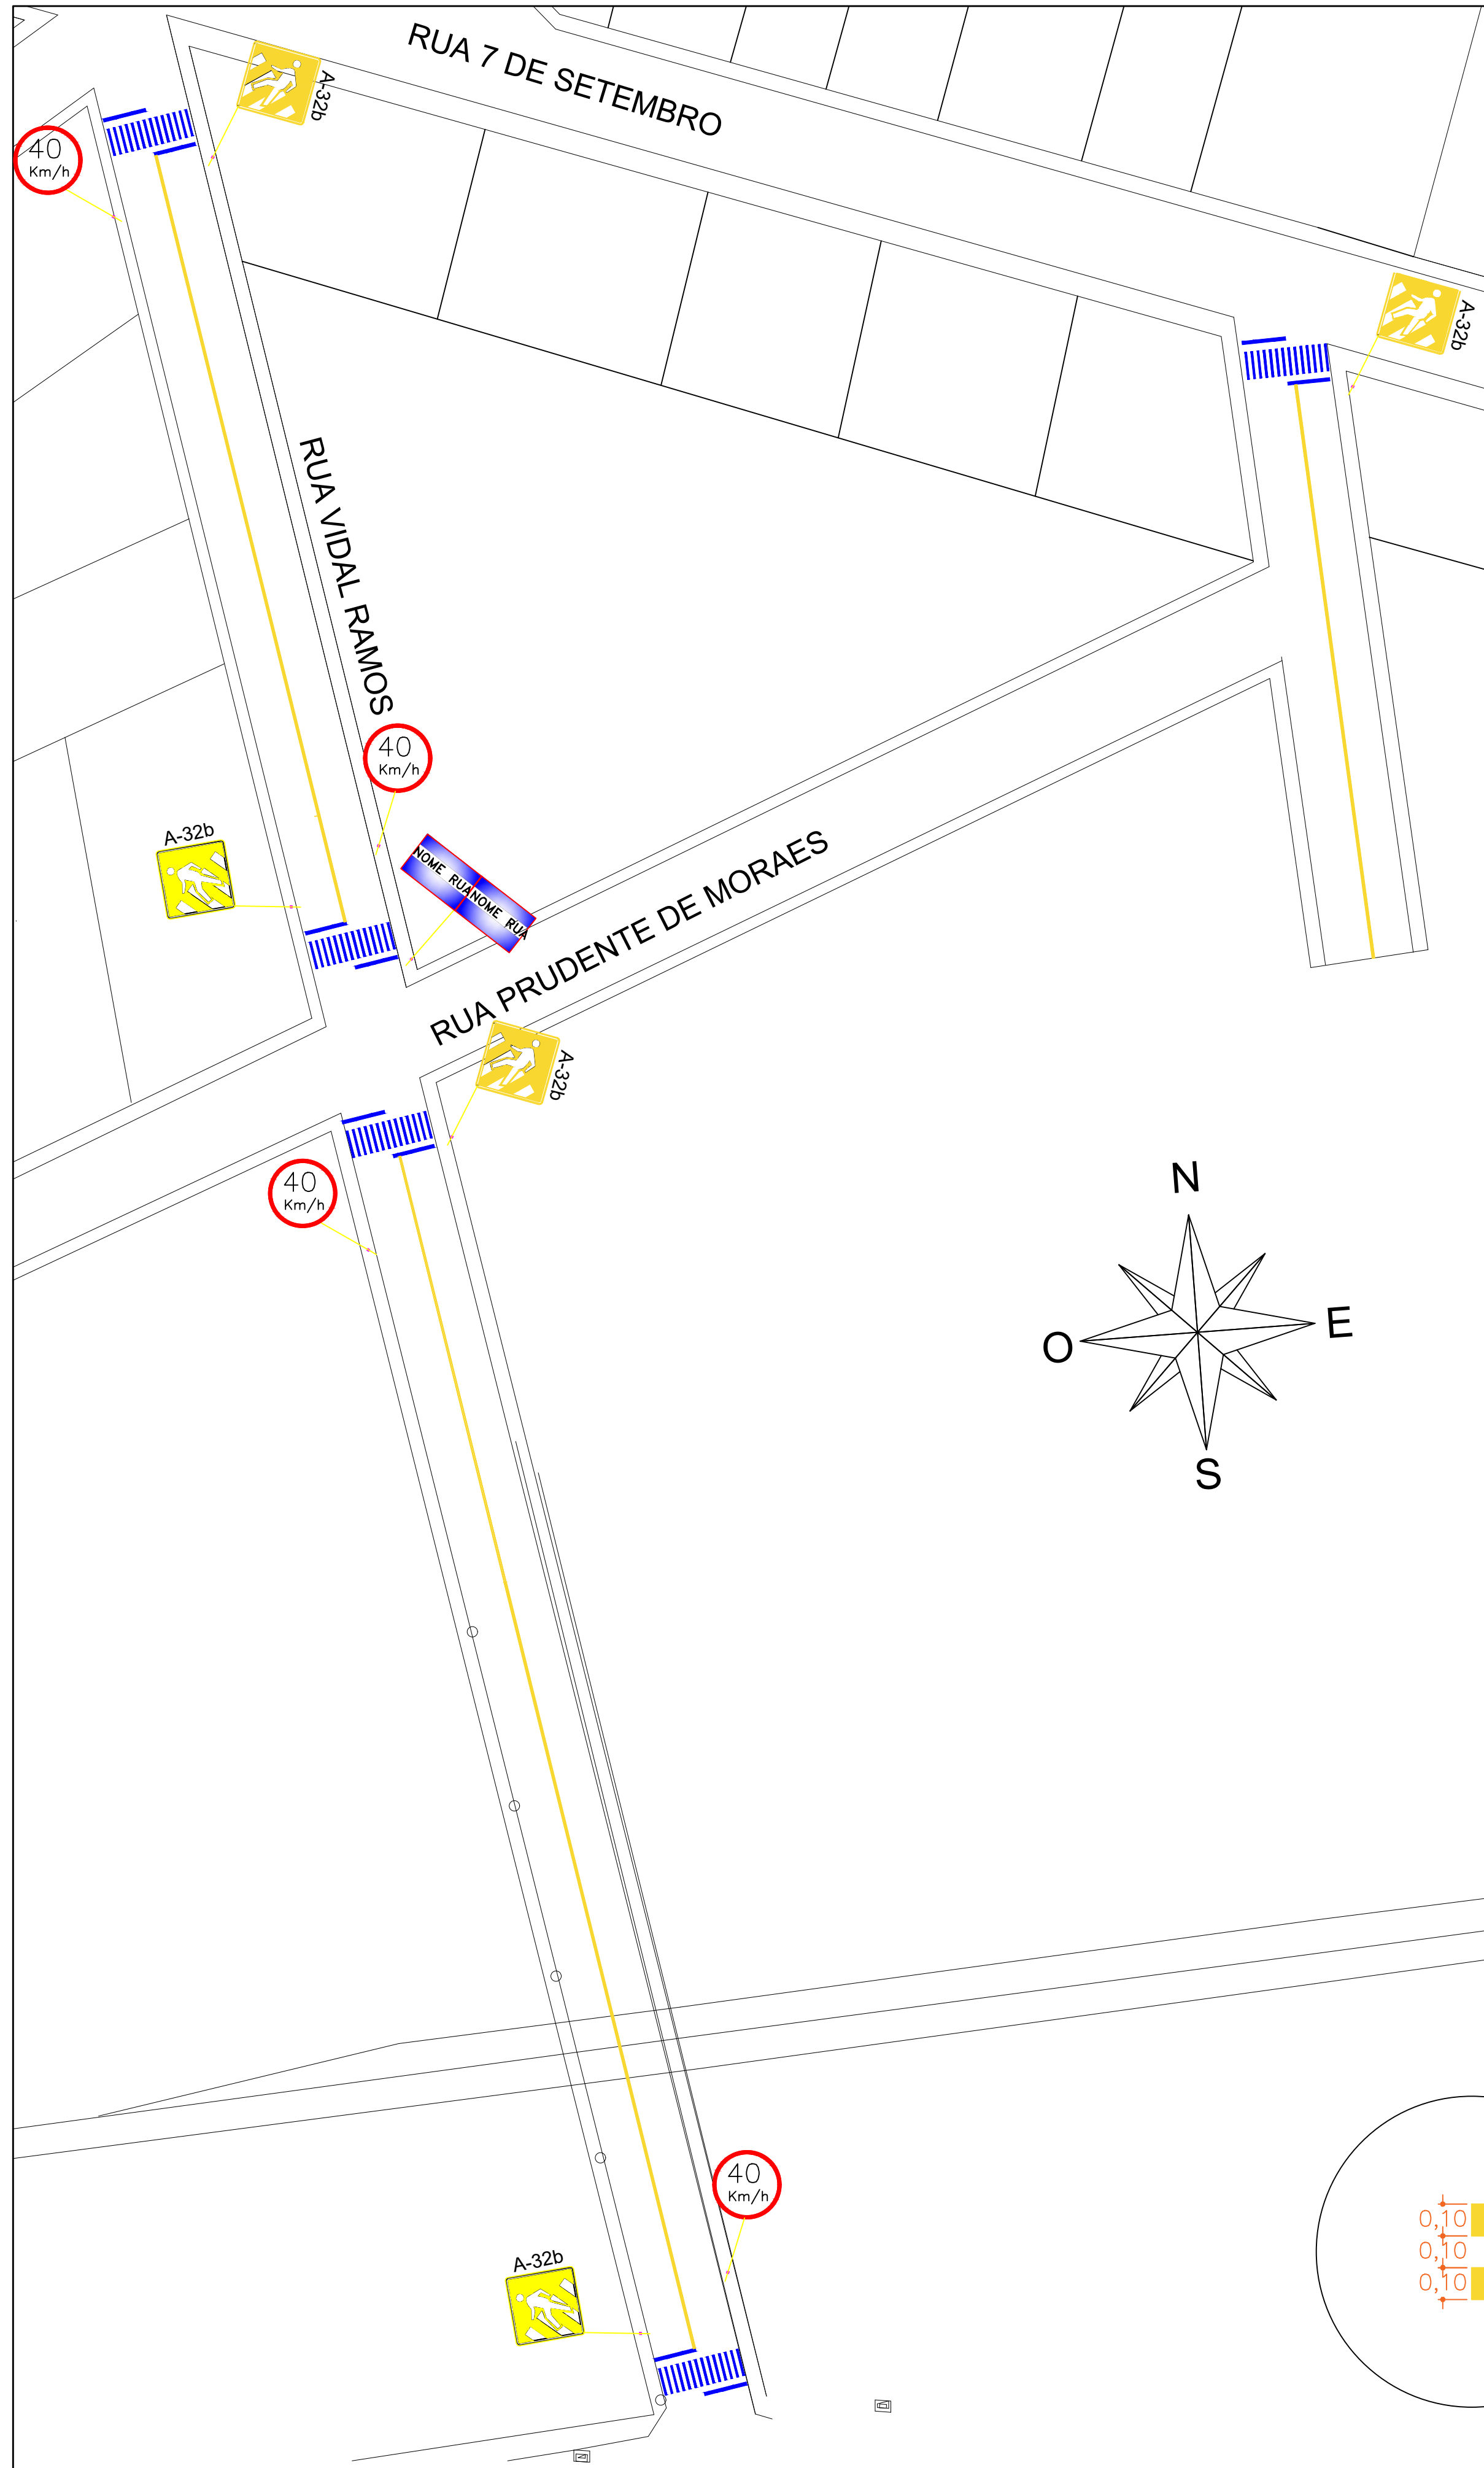 RUA 7 DE SETEMBRO
A-32b
40
Km/h
A-32b
RUA VIDAL RAMOS
40
Km/h
A-32b
NOME RUA
NOME RUA
RUA PRUDENTE DE MORAES
A-32b
40
Km/h
N
O
E
S
40
Km/h
0,10
0,10
0,10
A-32b